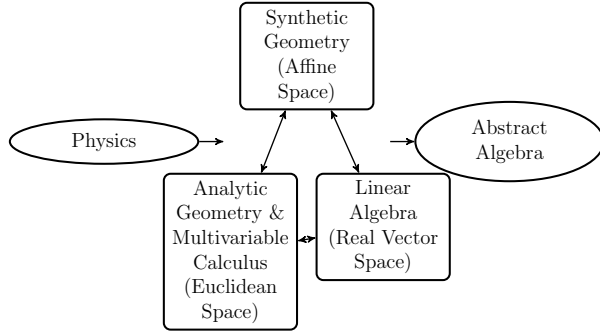 Synthetic
Geometry
(Affine
Space)
Physics
Abstract
Algebra
Analytic
Geometry &
Multivariable
Calculus
(Euclidean
Space)
Linear
Algebra
(Real Vector
Space)